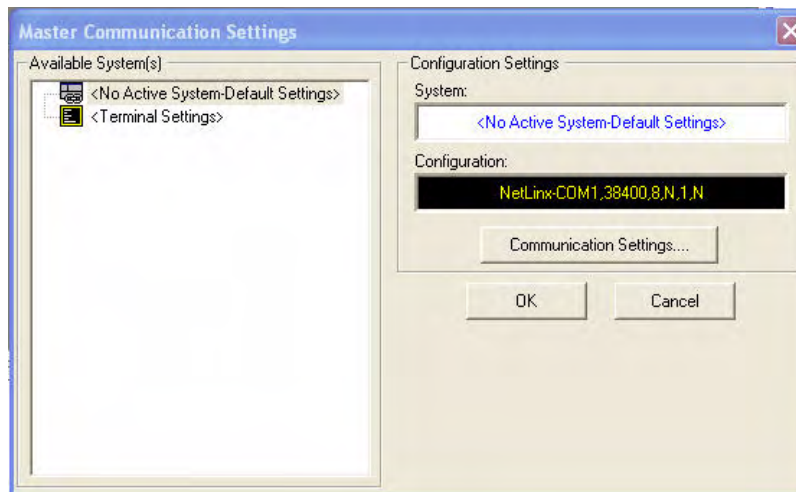 Master Communication Settings
Available System(s)
<No Active System-Default Settings>
<Terminal Settings>
Configuration Settings
System:
<No Active System-Default Settings>
Configuration:
NetLinx-COM1,38400,8,N,1,N
Communication Settings....
OK
Cancel